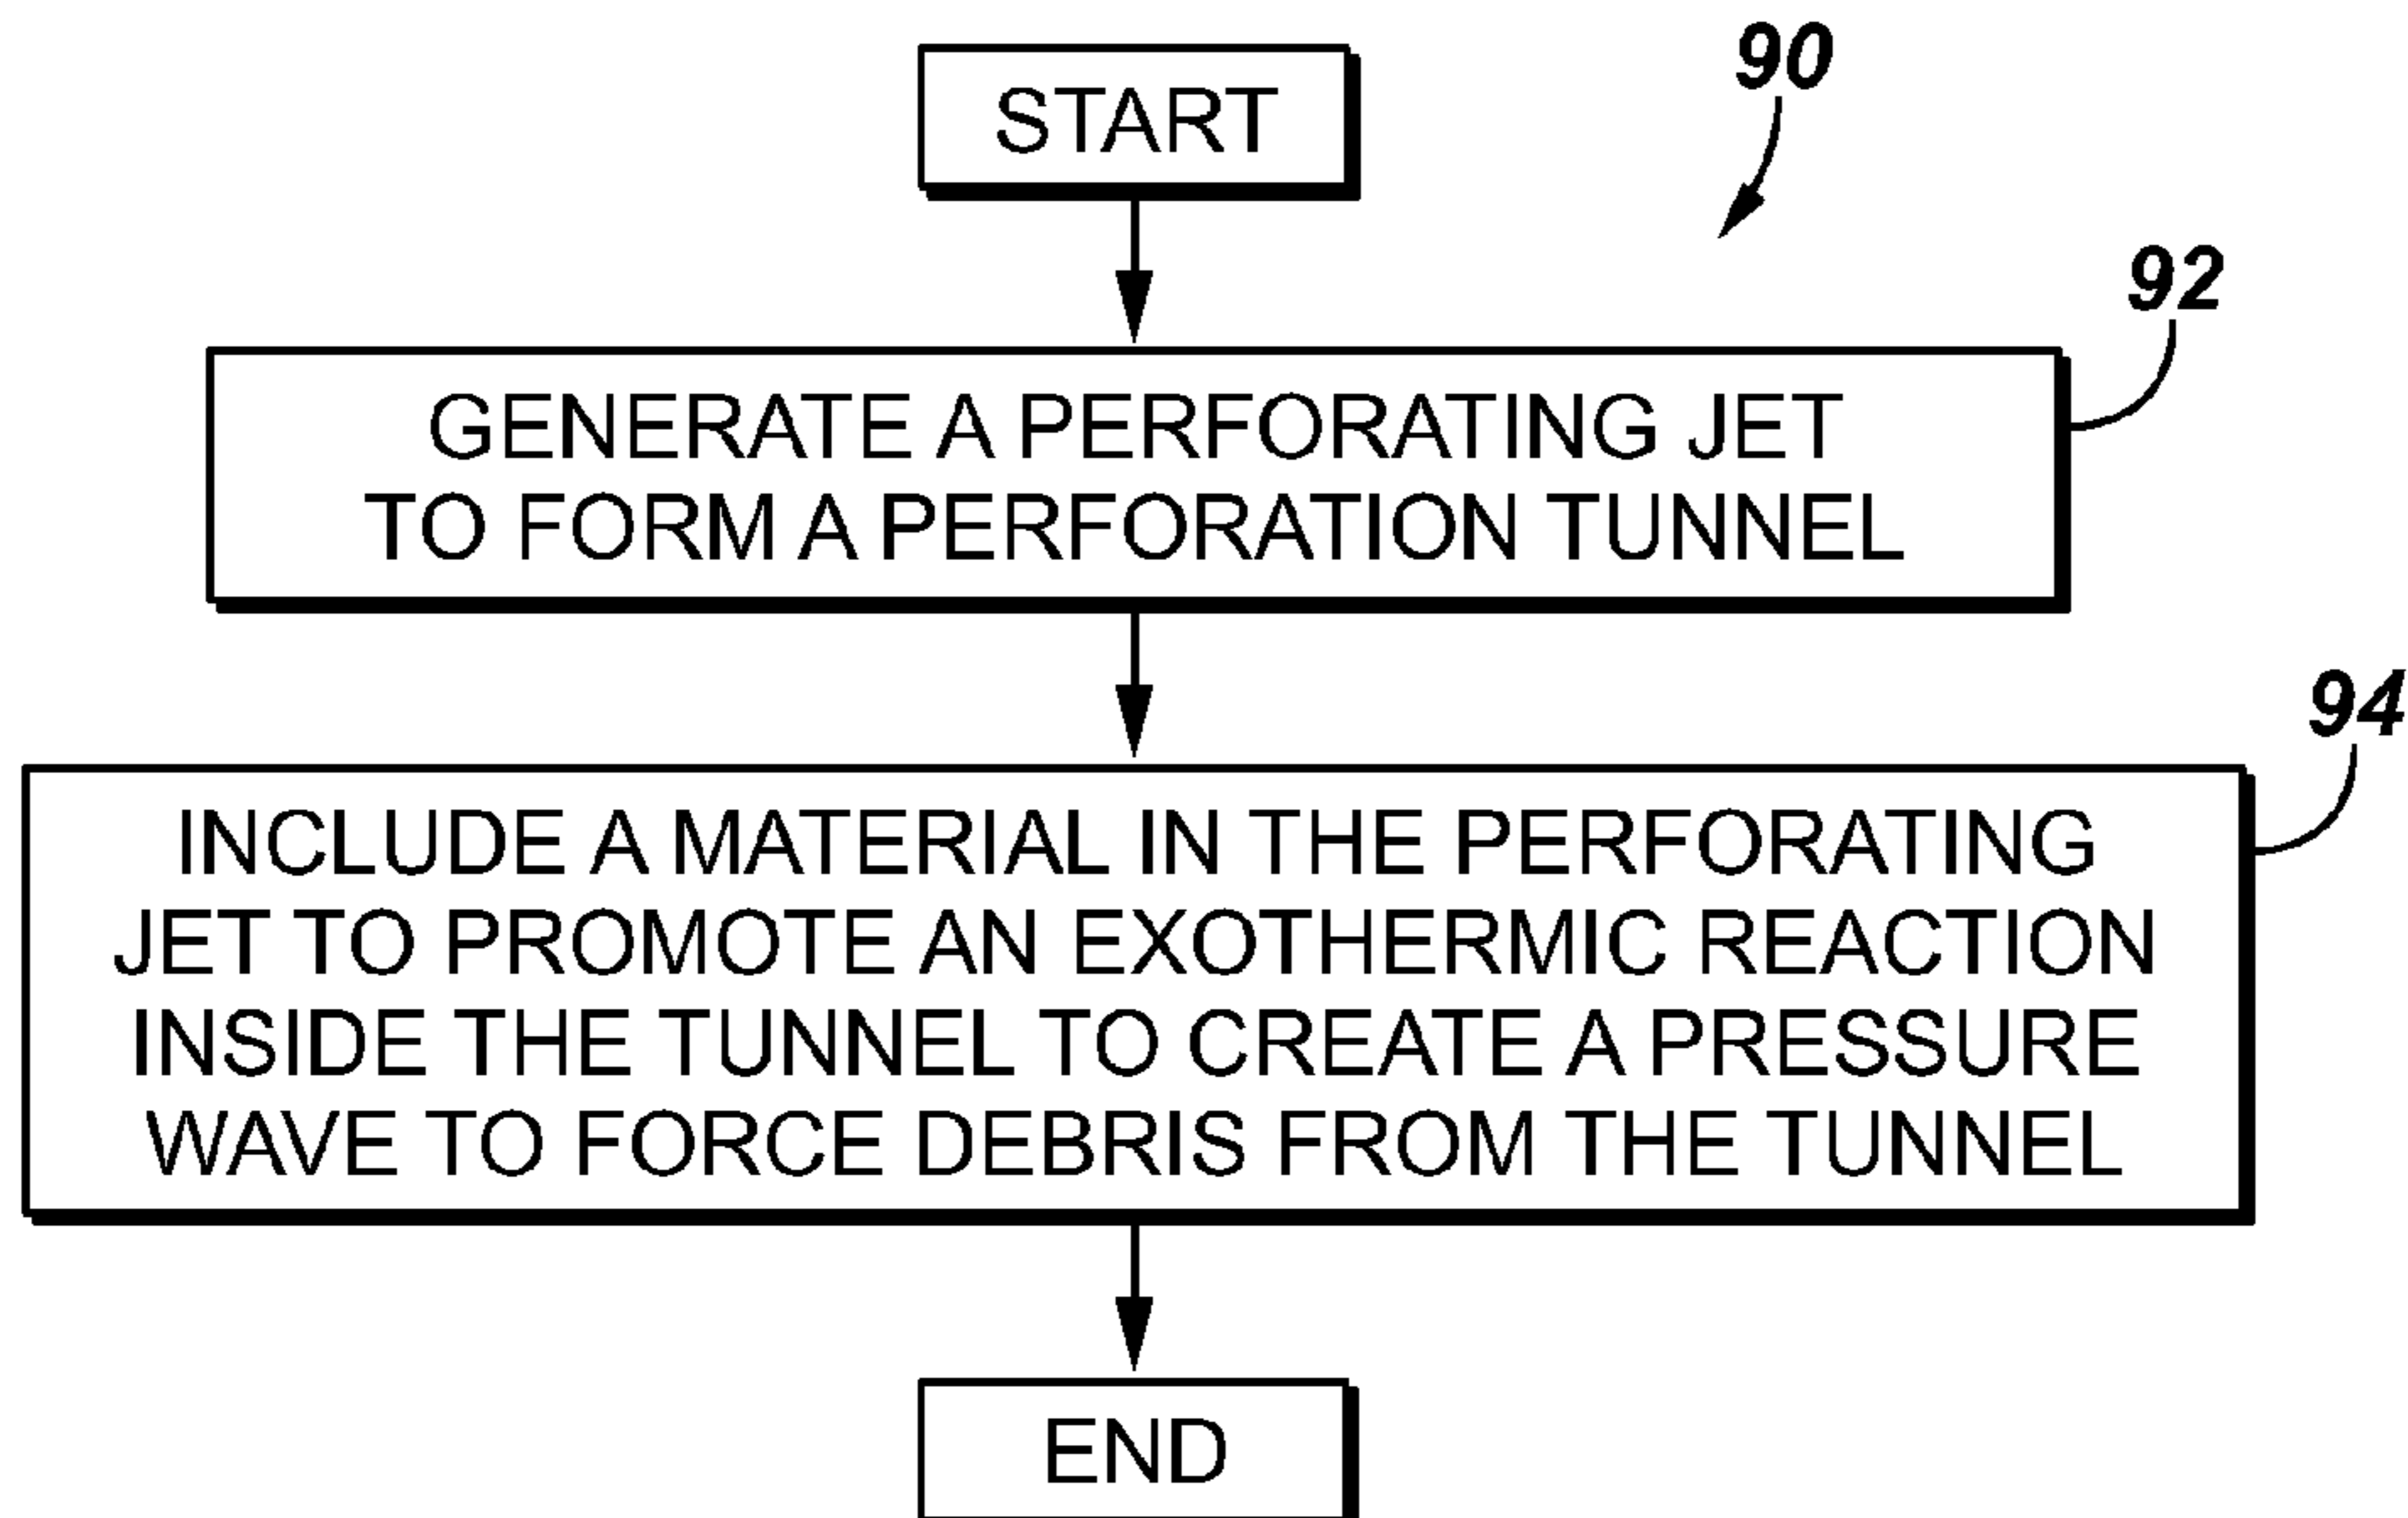 90
START
92
GENERATE A PERFORATING JET
TO FORM A PERFORATION TUNNEL
94
INCLUDE A MATERIAL IN THE PERFORATING
JET TO PROMOTE AN EXOTHERMIC REACTION
INSIDE THE TUNNEL TO CREATE A PRESSURE
WAVE TO FORCE DEBRIS FROM THE TUNNEL
END